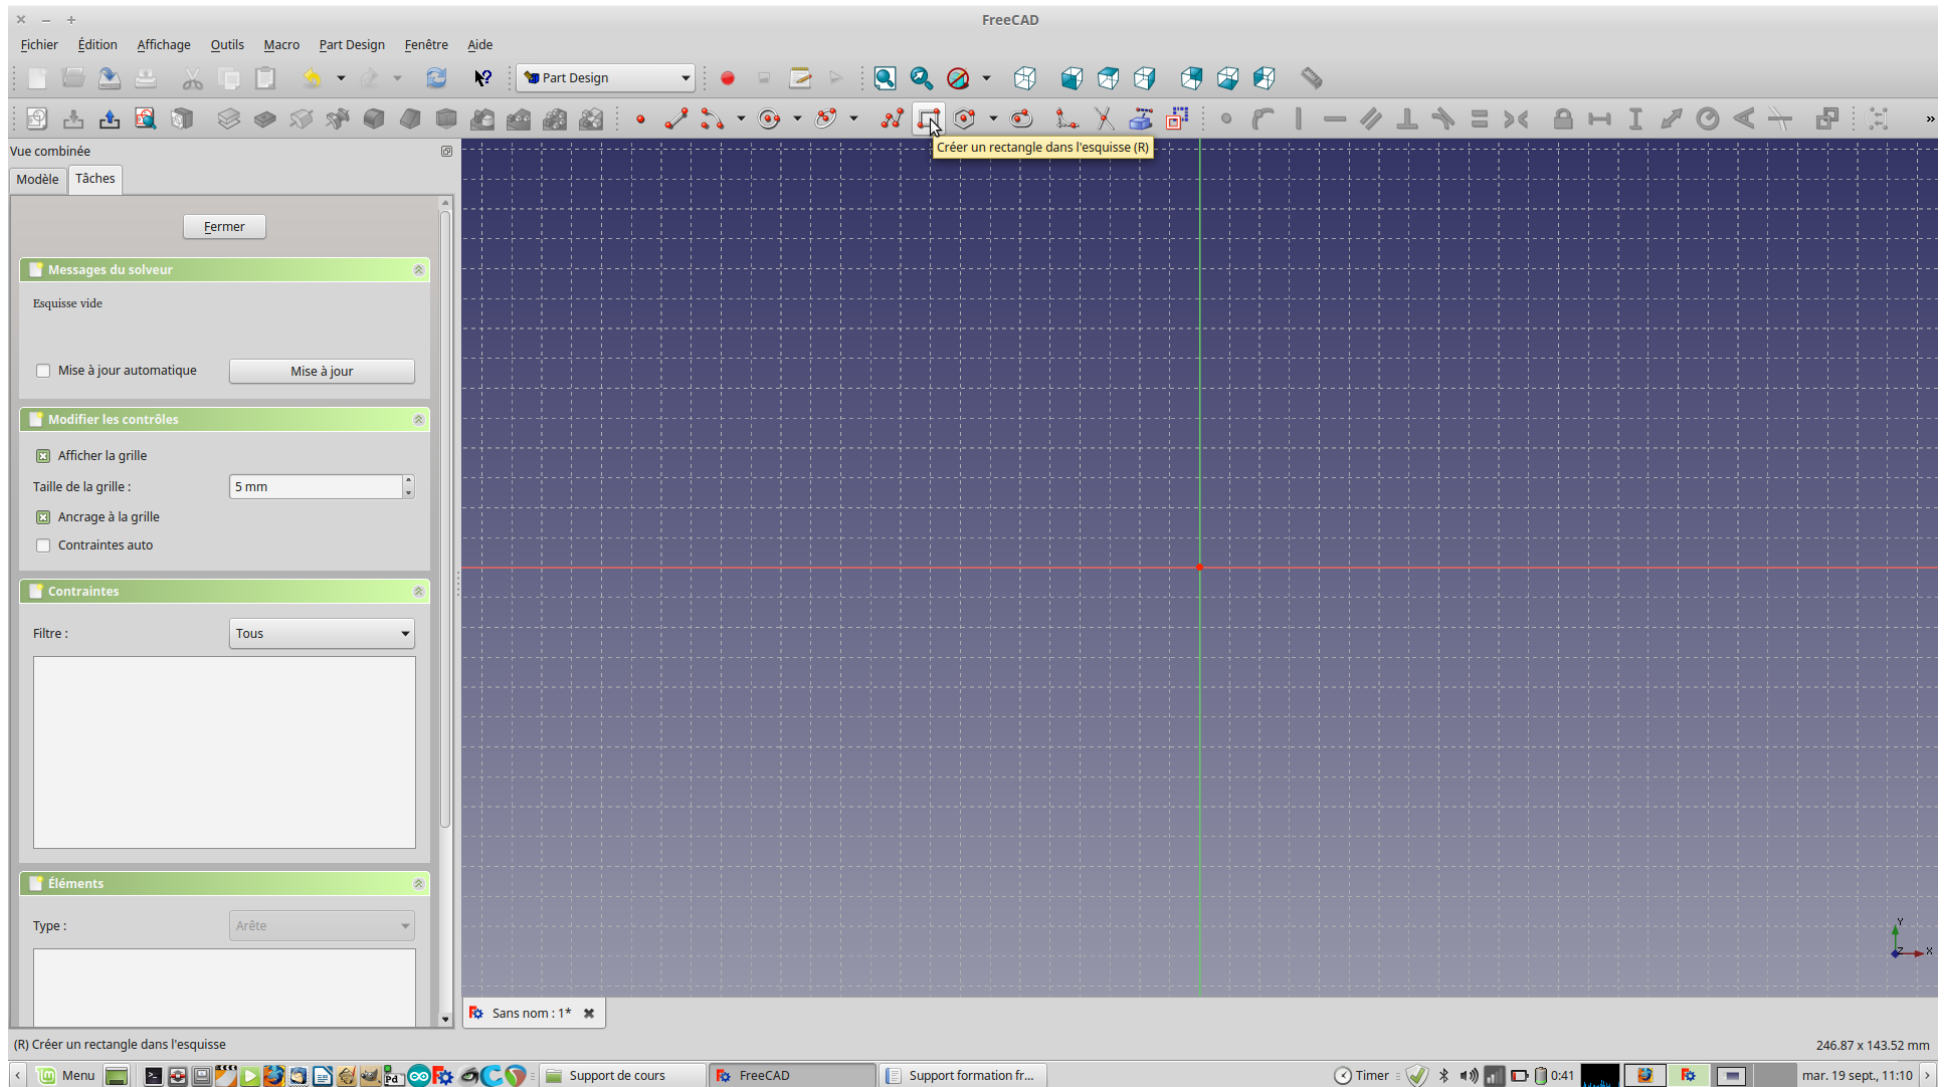 FreeCAD
Fichier Édition Affichage Outils Macro Part Design Fenêtre Aide
Part Design
Vue combinée
Créer un rectangle dans l'esquisse (R)
Modèle Tâches
Fermer
Messages du solveur
Esquisse vide
Mise à jour automatique Mise à jour
Modifier les contrôles
Afficher la grille
Taille de la grille : 5 mm
Ancrage à la grille
Contraintes auto
Contraintes
Filtre : Tous
Éléments
Type : Arête
Y
Z X
Sans nom : 1*
(R) Créer un rectangle dans l'esquisse 246.87 x 143.52 mm
Menu Pd Support de cours FreeCAD Support formation fr... Timer 0:41 mar. 19 sept., 11:10